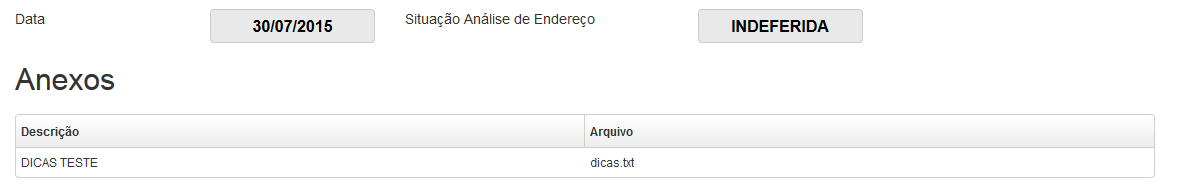 Data 30/07/2015 Situação Análise de Endereço INDEFERIDA
Anexos
Descrição Arquivo
DICAS TESTE dicas.txt